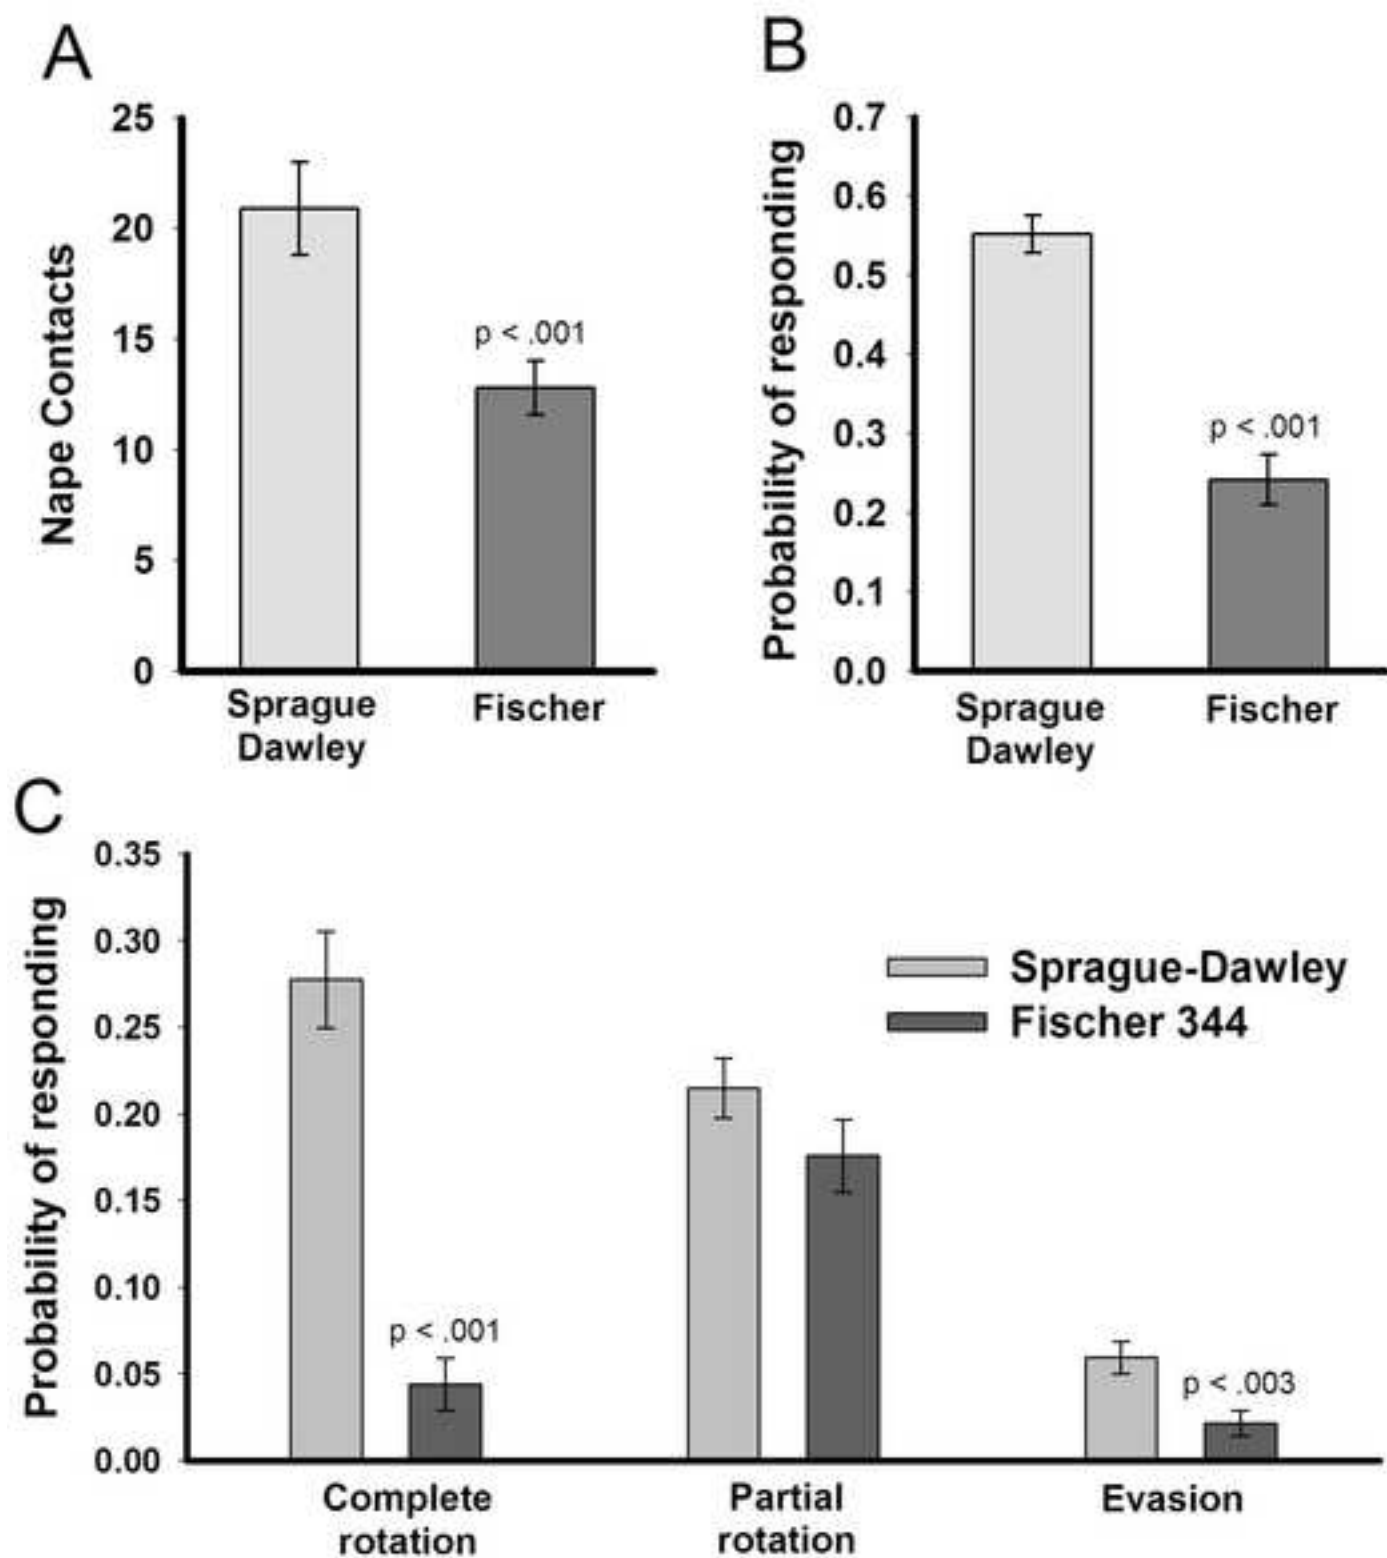 A
25
20
15
10
5
0
Nape Contacts
p < .001
Sprague
Dawley
Fischer
B
0.7
0.6
0.5
0.4
0.3
0.2
0.1
0.0
Probability of responding
p < .001
Sprague
Dawley
Fischer
C
0.35
0.30
0.25
0.20
0.15
0.10
0.05
0.00
Probability of responding
Sprague-Dawley
Fischer 344
p < .001
p < .003
Complete
rotation
Partial
rotation
Evasion